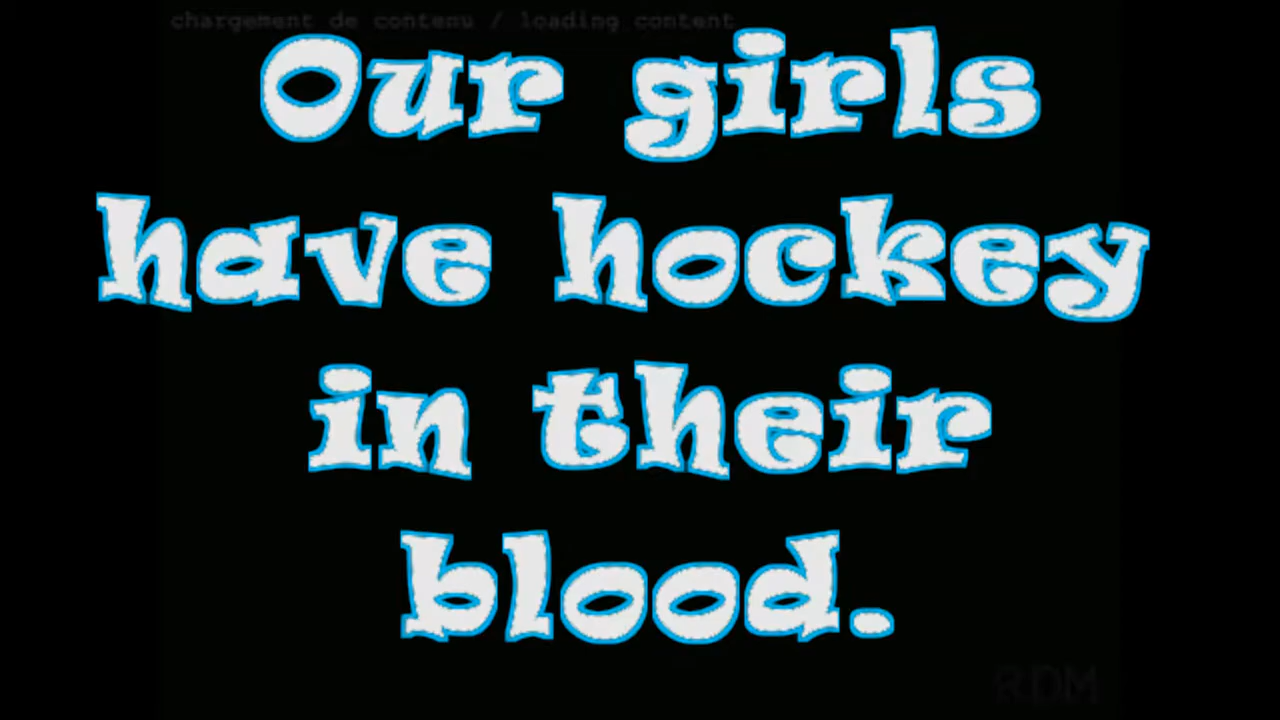 chargement de contenu / loading content
Our girls
have hockey
in their
blood.
RDM